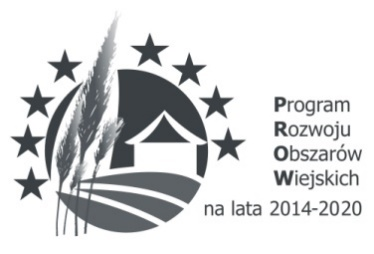 Program
Rozwoju
Obszarów
Wiejskich
na lata 2014-2020